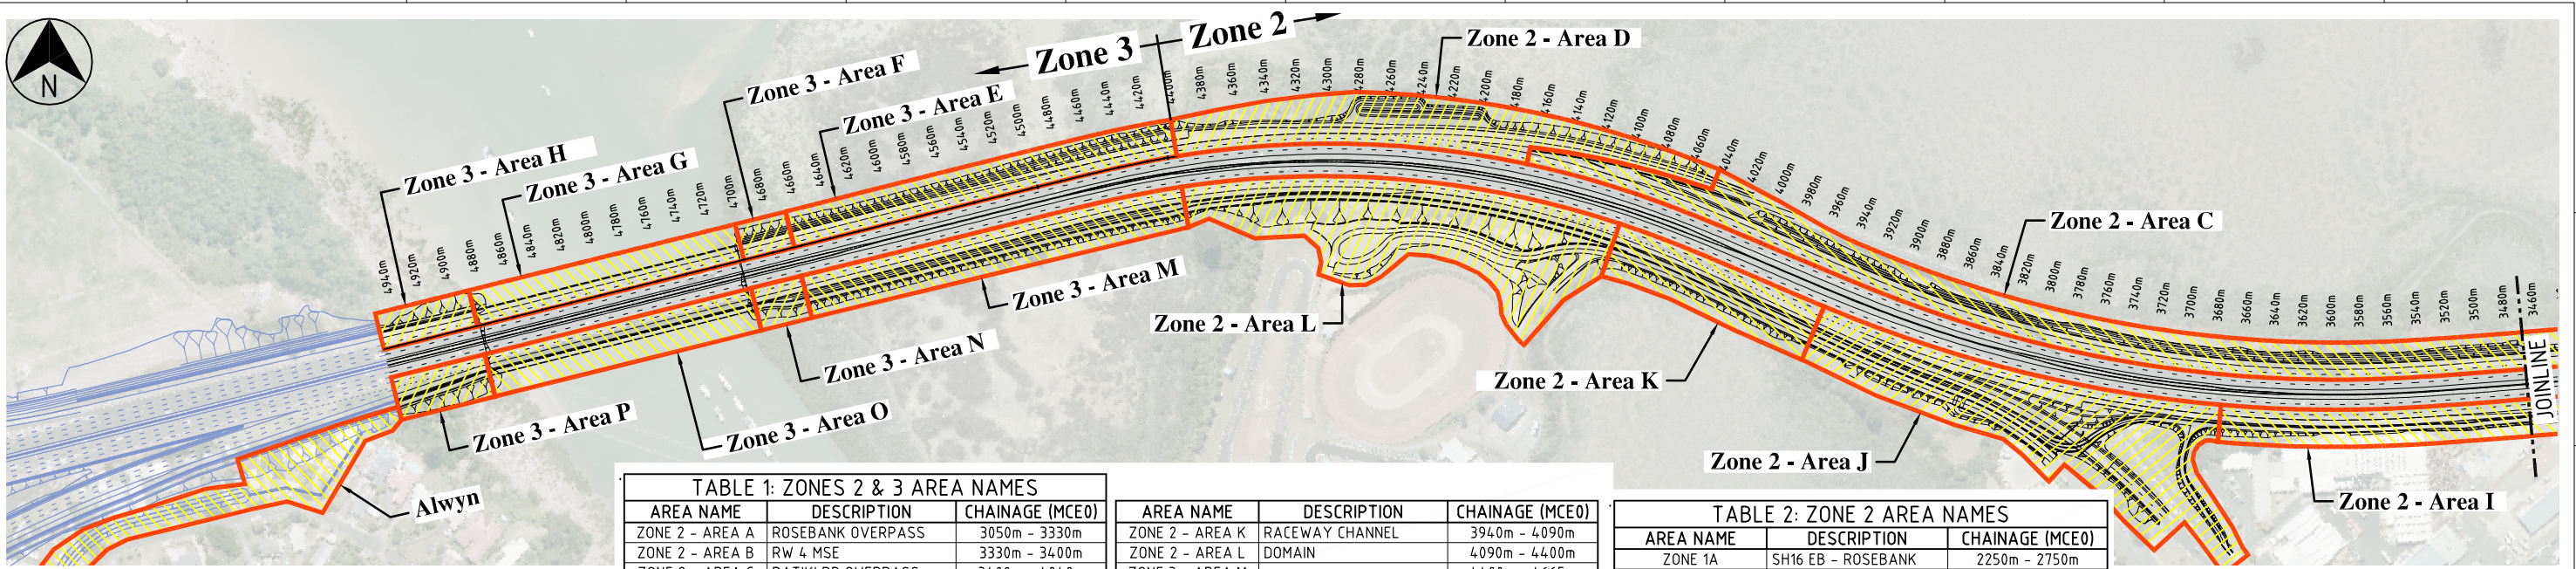 N
Zone 3
Zone 2
Zone 2 - Area D
Zone 3 - Area F
Zone 3 - Area E
Zone 3 - Area H
Zone 3 - Area G
4940m
4920m
4900m
4880m
4860m
4840m
4820m
4800m
4780m
4760m
4740m
4720m
4700m
4680m
4660m
4640m
4620m
4600m
4580m
4560m
4540m
4520m
4500m
4480m
4460m
4440m
4420m
4400m
4380m
4360m
4340m
4320m
4300m
4280m
4260m
4240m
4220m
4200m
4180m
4160m
4140m
4120m
4100m
4080m
4060m
4040m
4020m
4000m
3980m
3960m
3940m
3920m
3900m
3880m
3860m
3840m
3820m
3800m
3780m
3760m
3740m
3720m
3700m
3680m
3660m
3640m
3620m
3600m
3580m
3560m
3540m
3520m
3500m
3480m
3460m
Zone 2 - Area C
Zone 3 - Area M
Zone 2 - Area L
Zone 3 - Area N
Zone 2 - Area K
JOINLINE
Zone 3 - Area P
Zone 3 - Area O
Zone 2 - Area J
Alwyn
Zone 2 - Area I
TABLE 1: ZONES 2 & 3 AREA NAMES
AREA NAME DESCRIPTION CHAINAGE (MCE0)
ZONE 2 - AREA A ROSEBANK OVERPASS 3050m - 3330m
ZONE 2 - AREA B RW 4 MSE 3330m - 3400m
AREA NAME DESCRIPTION CHAINAGE (MCE0)
ZONE 2 - AREA K RACEWAY CHANNEL 3940m - 4090m
ZONE 2 - AREA L DOMAIN 4090m - 4400m
TABLE 2: ZONE 2 AREA NAMES
AREA NAME DESCRIPTION CHAINAGE (MCE0)
ZONE 1A SH16 EB - ROSEBANK 2250m - 2750m